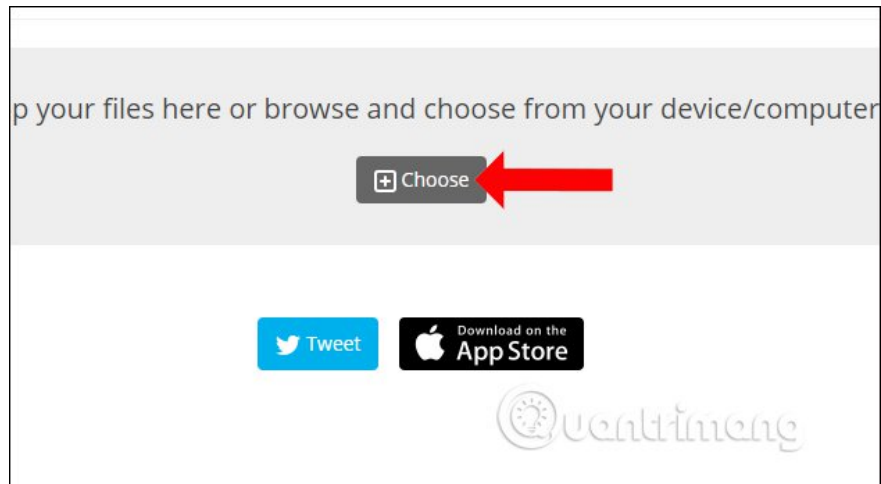 p your files here or browse and choose from your device/computer
Choose
Tweet
Download on the
App Store
Quantrimang